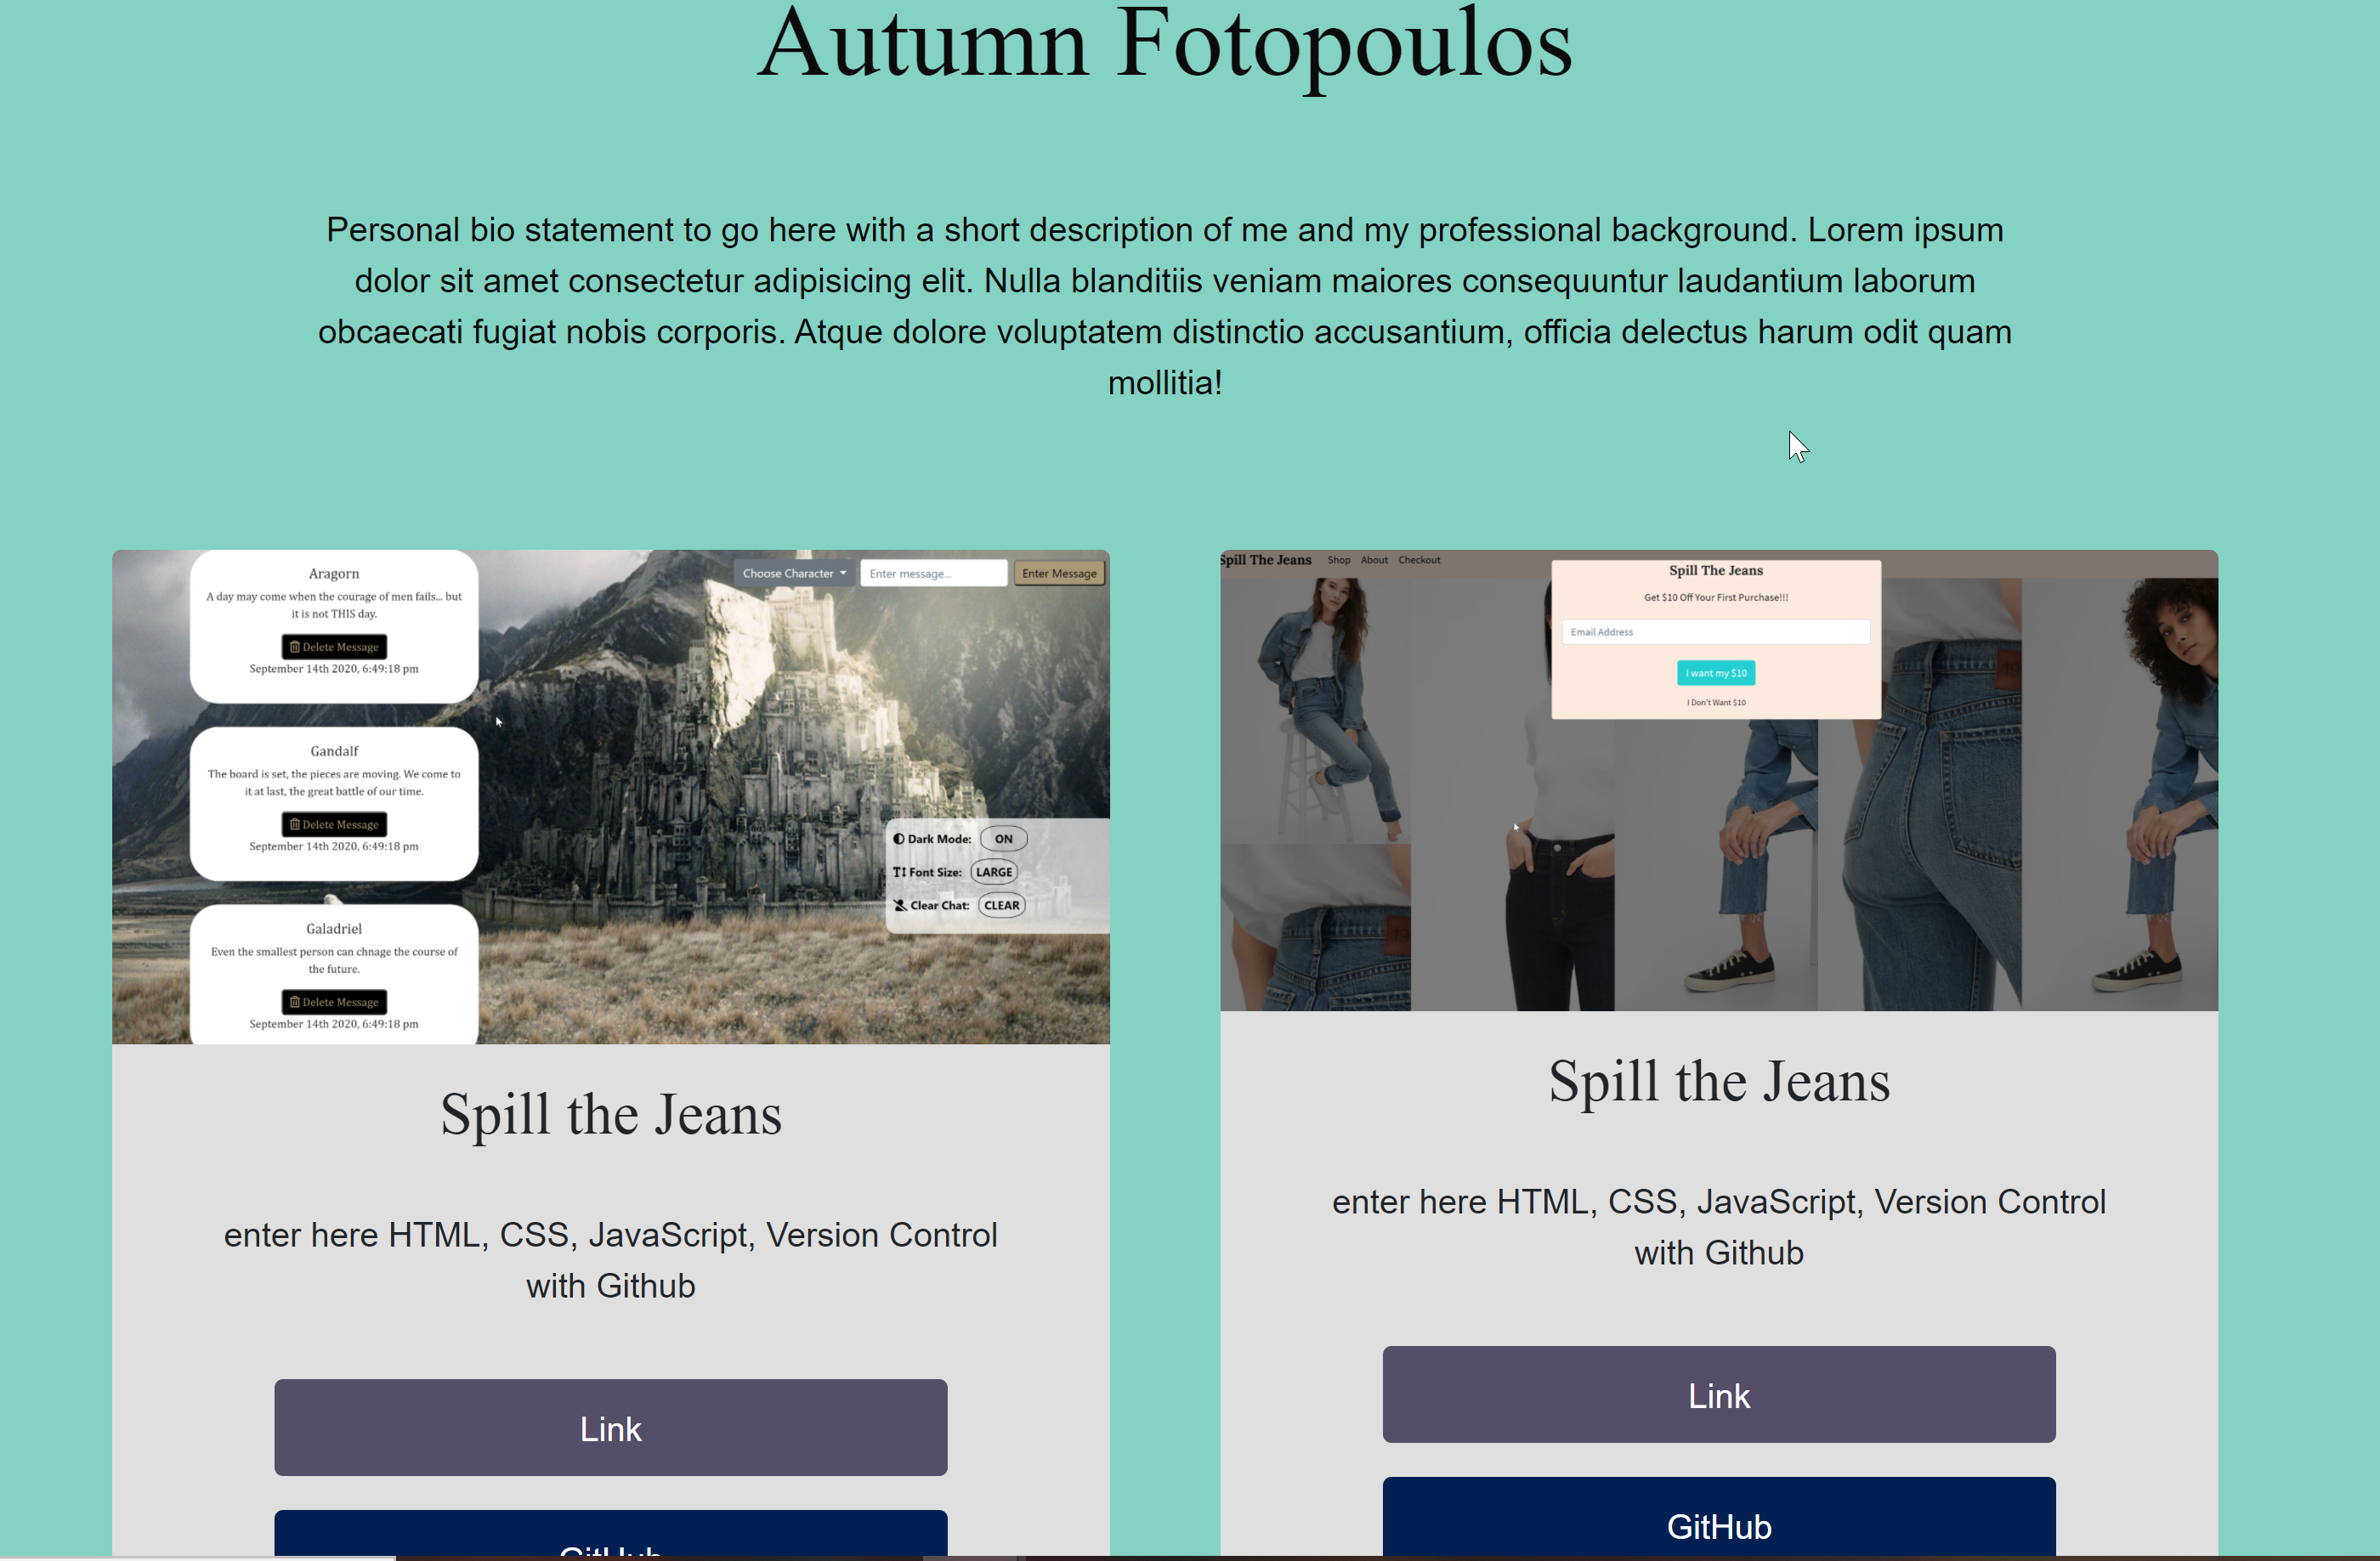 Autumn Fotopoulos
Personal bio statement to go here with a short description of me and my professional background. Lorem ipsum
dolor sit amet consectetur adipisicing elit. Nulla blanditiis veniam maiores consequuntur laudantium laborum
obcaecati fugiat nobis corporis. Atque dolore voluptatem distinctio accusantium, officia delectus harum odit quam
mollitia!
Aragorn
A day may come when the courage of men fails... but
it is not THIS day.
Delete Message
September 14th 2020, 6:49:18 pm
Gandalf
The board is set, the pieces are moving. We come to
it at last, the great battle of our time.
Delete Message
September 14th 2020, 6:49:18 pm
Galadriel
Even the smallest person can chnage the course of
the future.
Delete Message
September 14th 2020, 6:49:18 pm
Choose Character
Enter message...
Enter Message
Dark Mode: ON
Font Size: LARGE
Clear Chat: CLEAR
Spill the Jeans
enter here HTML, CSS, JavaScript, Version Control
with Github
Link
GitHub
Spill The Jeans Shop About Checkout
Spill The Jeans
Get $10 Off Your First Purchase!!!
Email Address
I want my $10
I Don't Want $10
Spill the Jeans
enter here HTML, CSS, JavaScript, Version Control
with Github
Link
GitHub